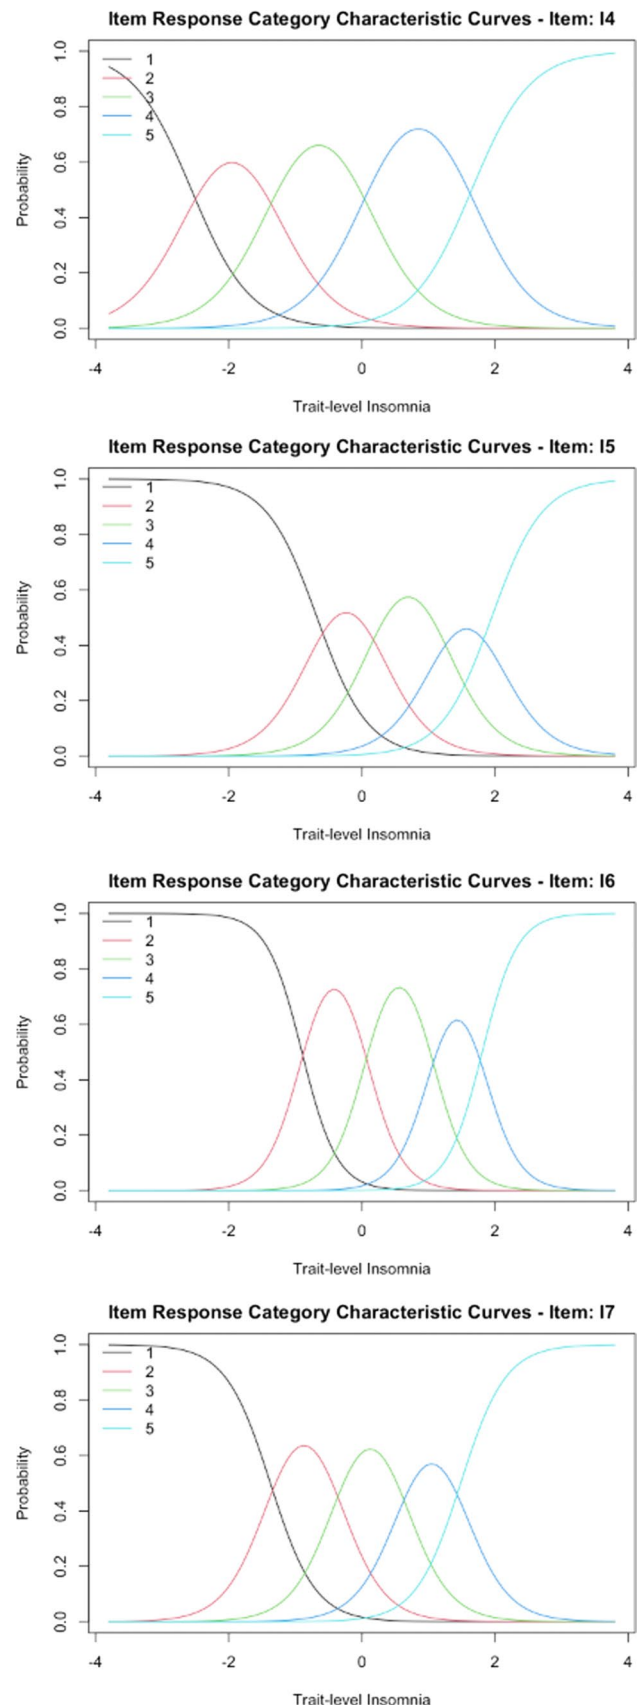 Item Response Category Characteristic Curves - Item: I4
1
2
3
4
5
Probability
0.0 0.2 0.4 0.6 0.8 1.0
-4 -2 0 2 4
Trait-level Insomnia
Item Response Category Characteristic Curves - Item: I5
1
2
3
4
5
Probability
0.0 0.2 0.4 0.6 0.8 1.0
-4 -2 0 2 4
Trait-level Insomnia
Item Response Category Characteristic Curves - Item: I6
1
2
3
4
5
Probability
0.0 0.2 0.4 0.6 0.8 1.0
-4 -2 0 2 4
Trait-level Insomnia
Item Response Category Characteristic Curves - Item: I7
1
2
3
4
5
Probability
0.0 0.2 0.4 0.6 0.8 1.0
-4 -2 0 2 4
Trait-level Insomnia